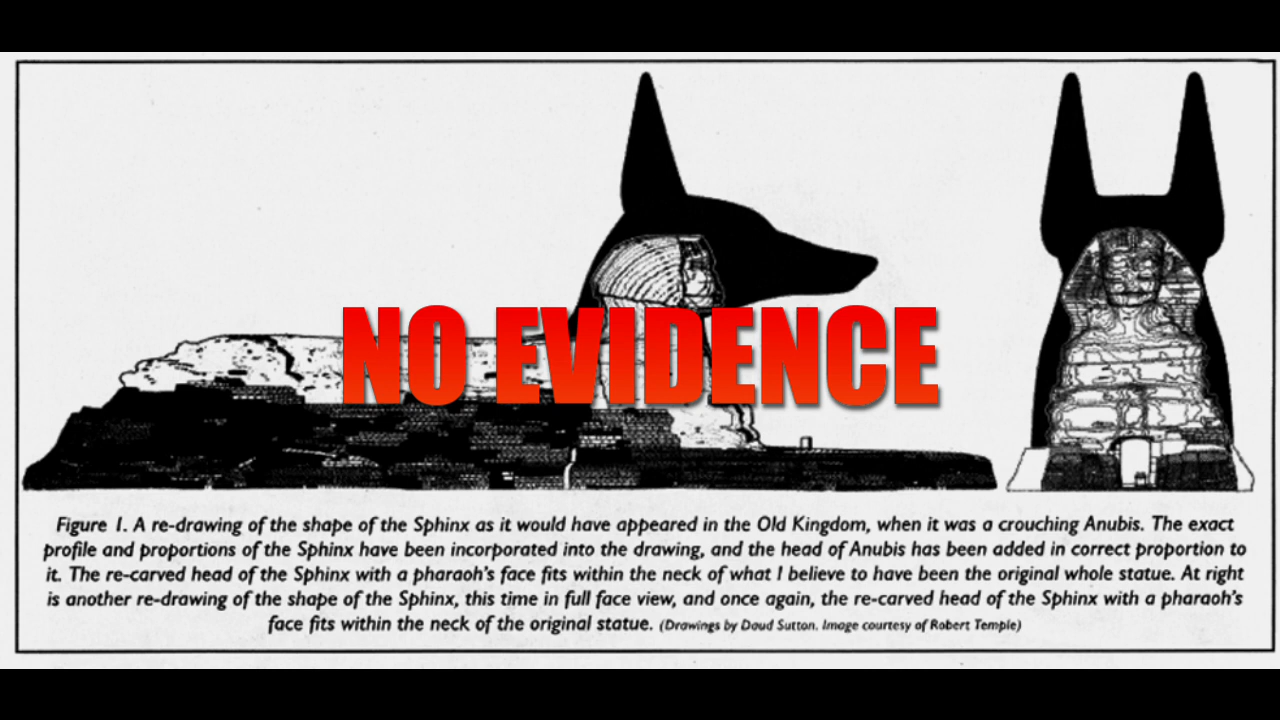 NO EVIDENCE
Figure 1. A re-drawing of the shape of the Sphinx as it would have appeared in the Old Kingdom, when it was a crouching Anubis. The exact
profile and proportions of the Sphinx have been incorporated into the drawing, and the head of Anubis has been added in correct proportion to
it. The re-carved head of the Sphinx with a pharaoh's face fits within the neck of what I believe to have been the original whole statue. At right
is another re-drawing of the shape of the Sphinx, this time in full face view, and once again, the re-carved head of the Sphinx with a pharaoh's
face fits within the neck of the original statue. (Drawings by Daud Sutton. Image courtesy of Robert Temple)